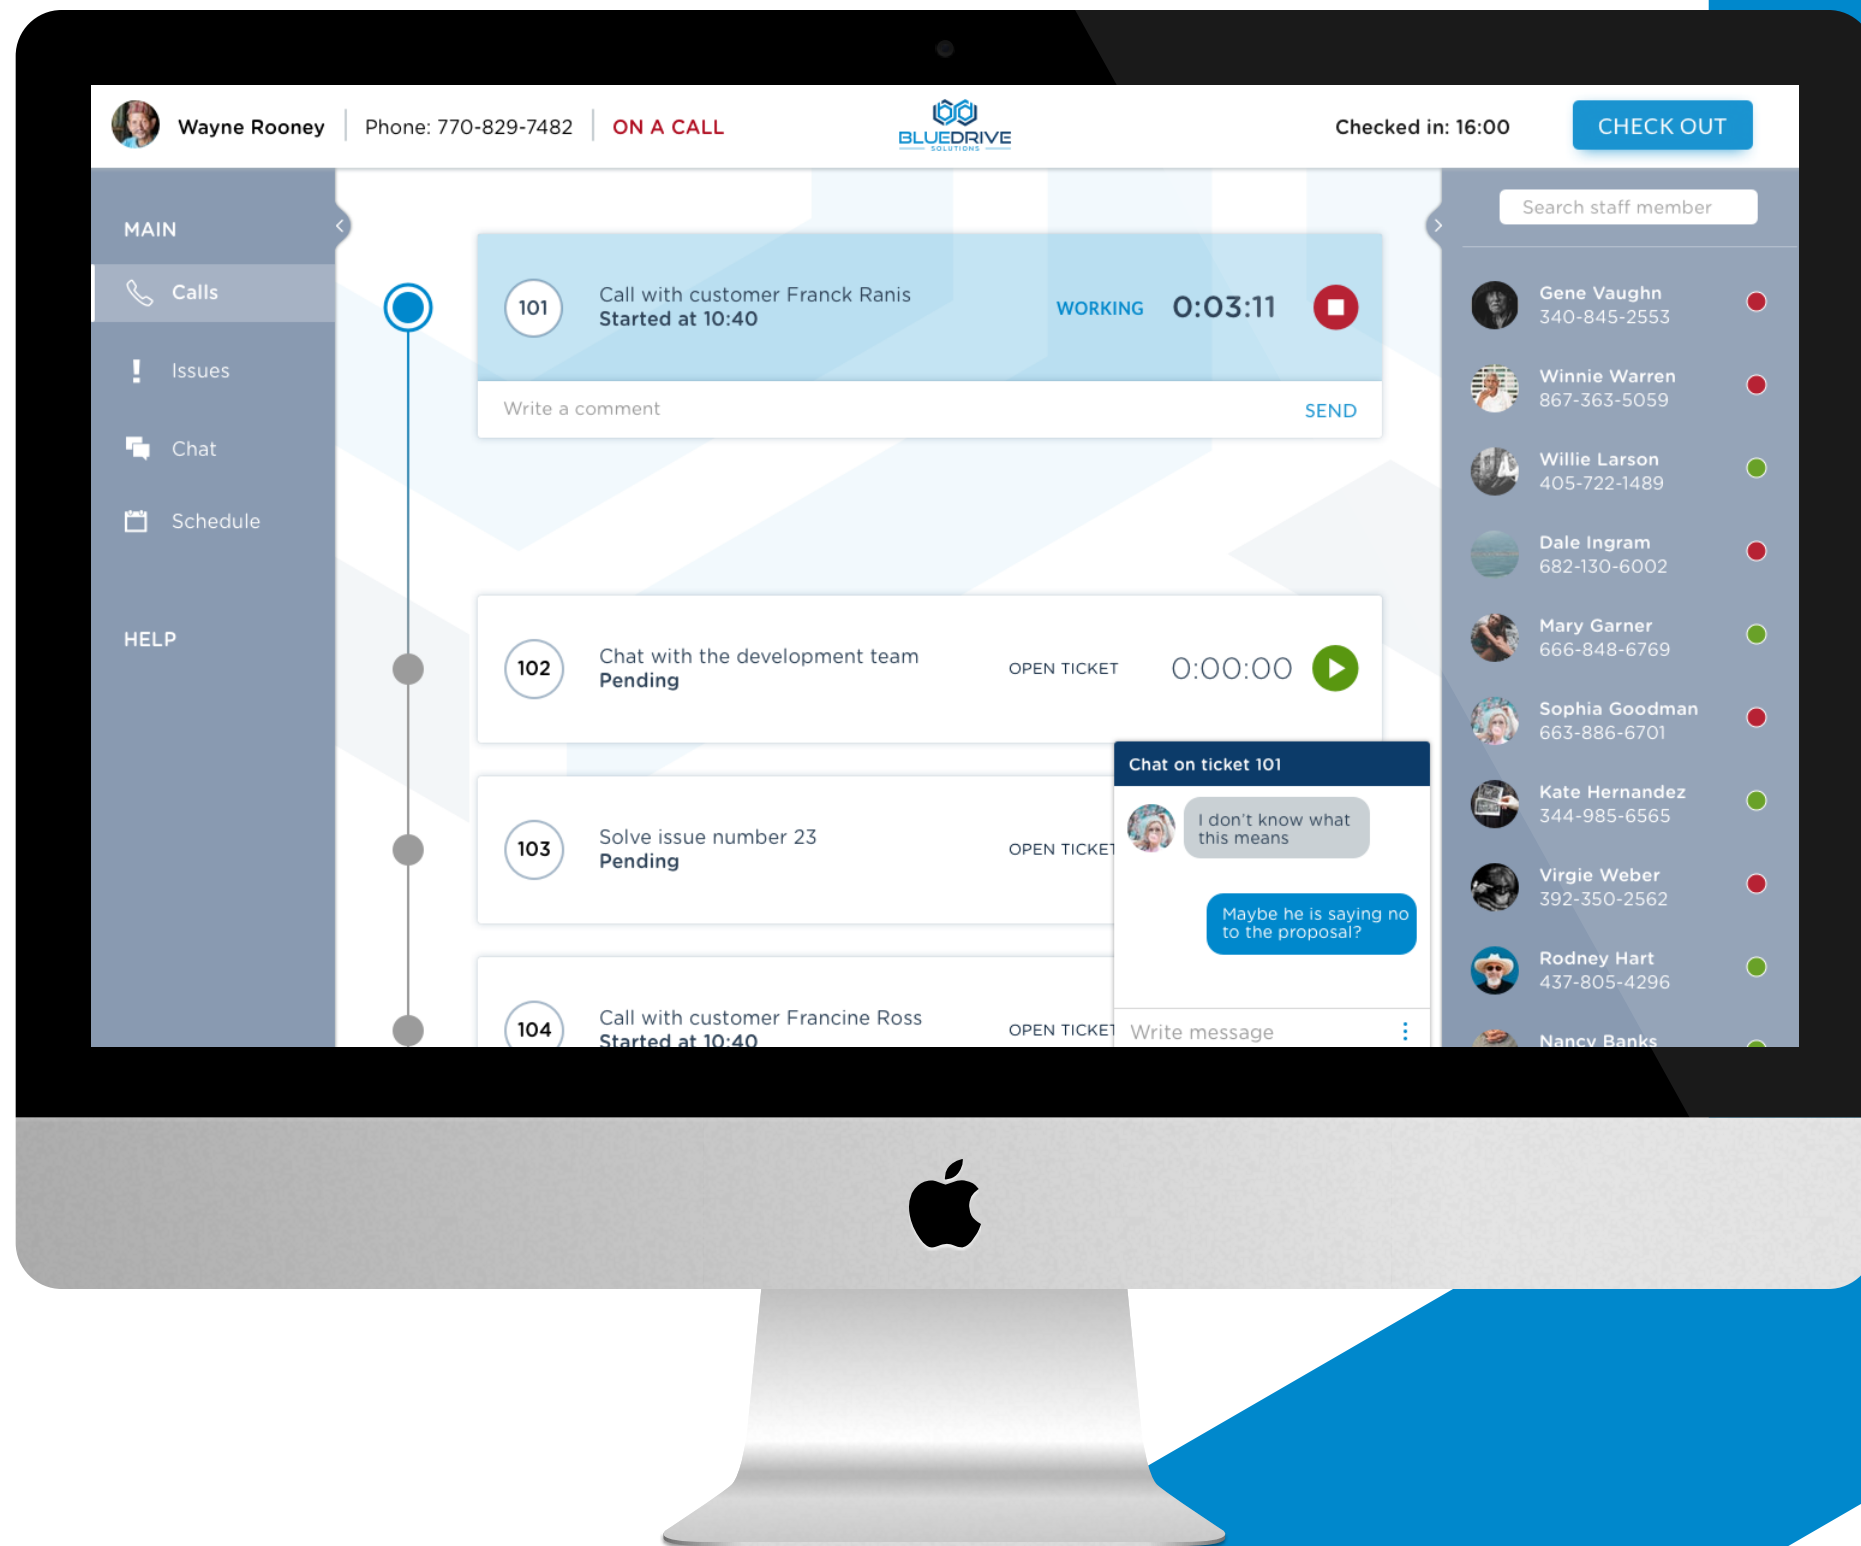 Wayne Rooney
Phone: 770-829-7482
ON A CALL
BLUEDRIVE
SOLUTIONS
Checked in: 16:00
CHECK OUT
MAIN
Calls
Issues
Chat
Schedule
HELP
101
Call with customer Franck Ranis
Started at 10:40
WORKING
0:03:11
Write a comment
SEND
102
Chat with the development team
Pending
OPEN TICKET
0:00:00
103
Solve issue number 23
Pending
OPEN TICKET
104
Call with customer Francine Ross
Started at 10:40
OPEN TICKET
Chat on ticket 101
I don't know what
this means
Maybe he is saying no
to the proposal?
Write message
Search staff member
Gene Vaughn
340-845-2553
Winnie Warren
867-363-5059
Willie Larson
405-722-1489
Dale Ingram
682-130-6002
Mary Garner
666-848-6769
Sophia Goodman
663-886-6701
Kate Hernandez
344-985-6565
Virgie Weber
392-350-2562
Rodney Hart
437-805-4296
Nancy Banks